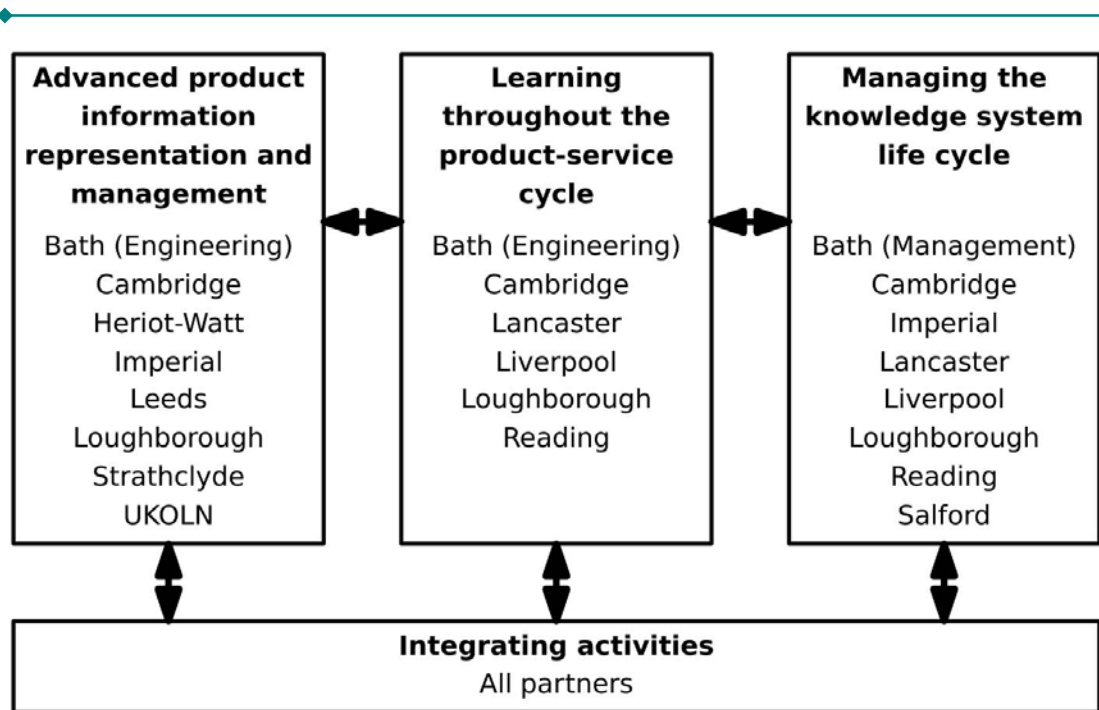 Advanced product
information
representation and
management
Bath (Engineering)
Cambridge
Heriot-Watt
Imperial
Leeds
Loughborough
Strathclyde
UKOLN
Learning
throughout the
product-service
cycle
Bath (Engineering)
Cambridge
Lancaster
Liverpool
Loughborough
Reading
Managing the
knowledge system
life cycle
Bath (Management)
Cambridge
Imperial
Lancaster
Liverpool
Loughborough
Reading
Salford
Integrating activities
All partners